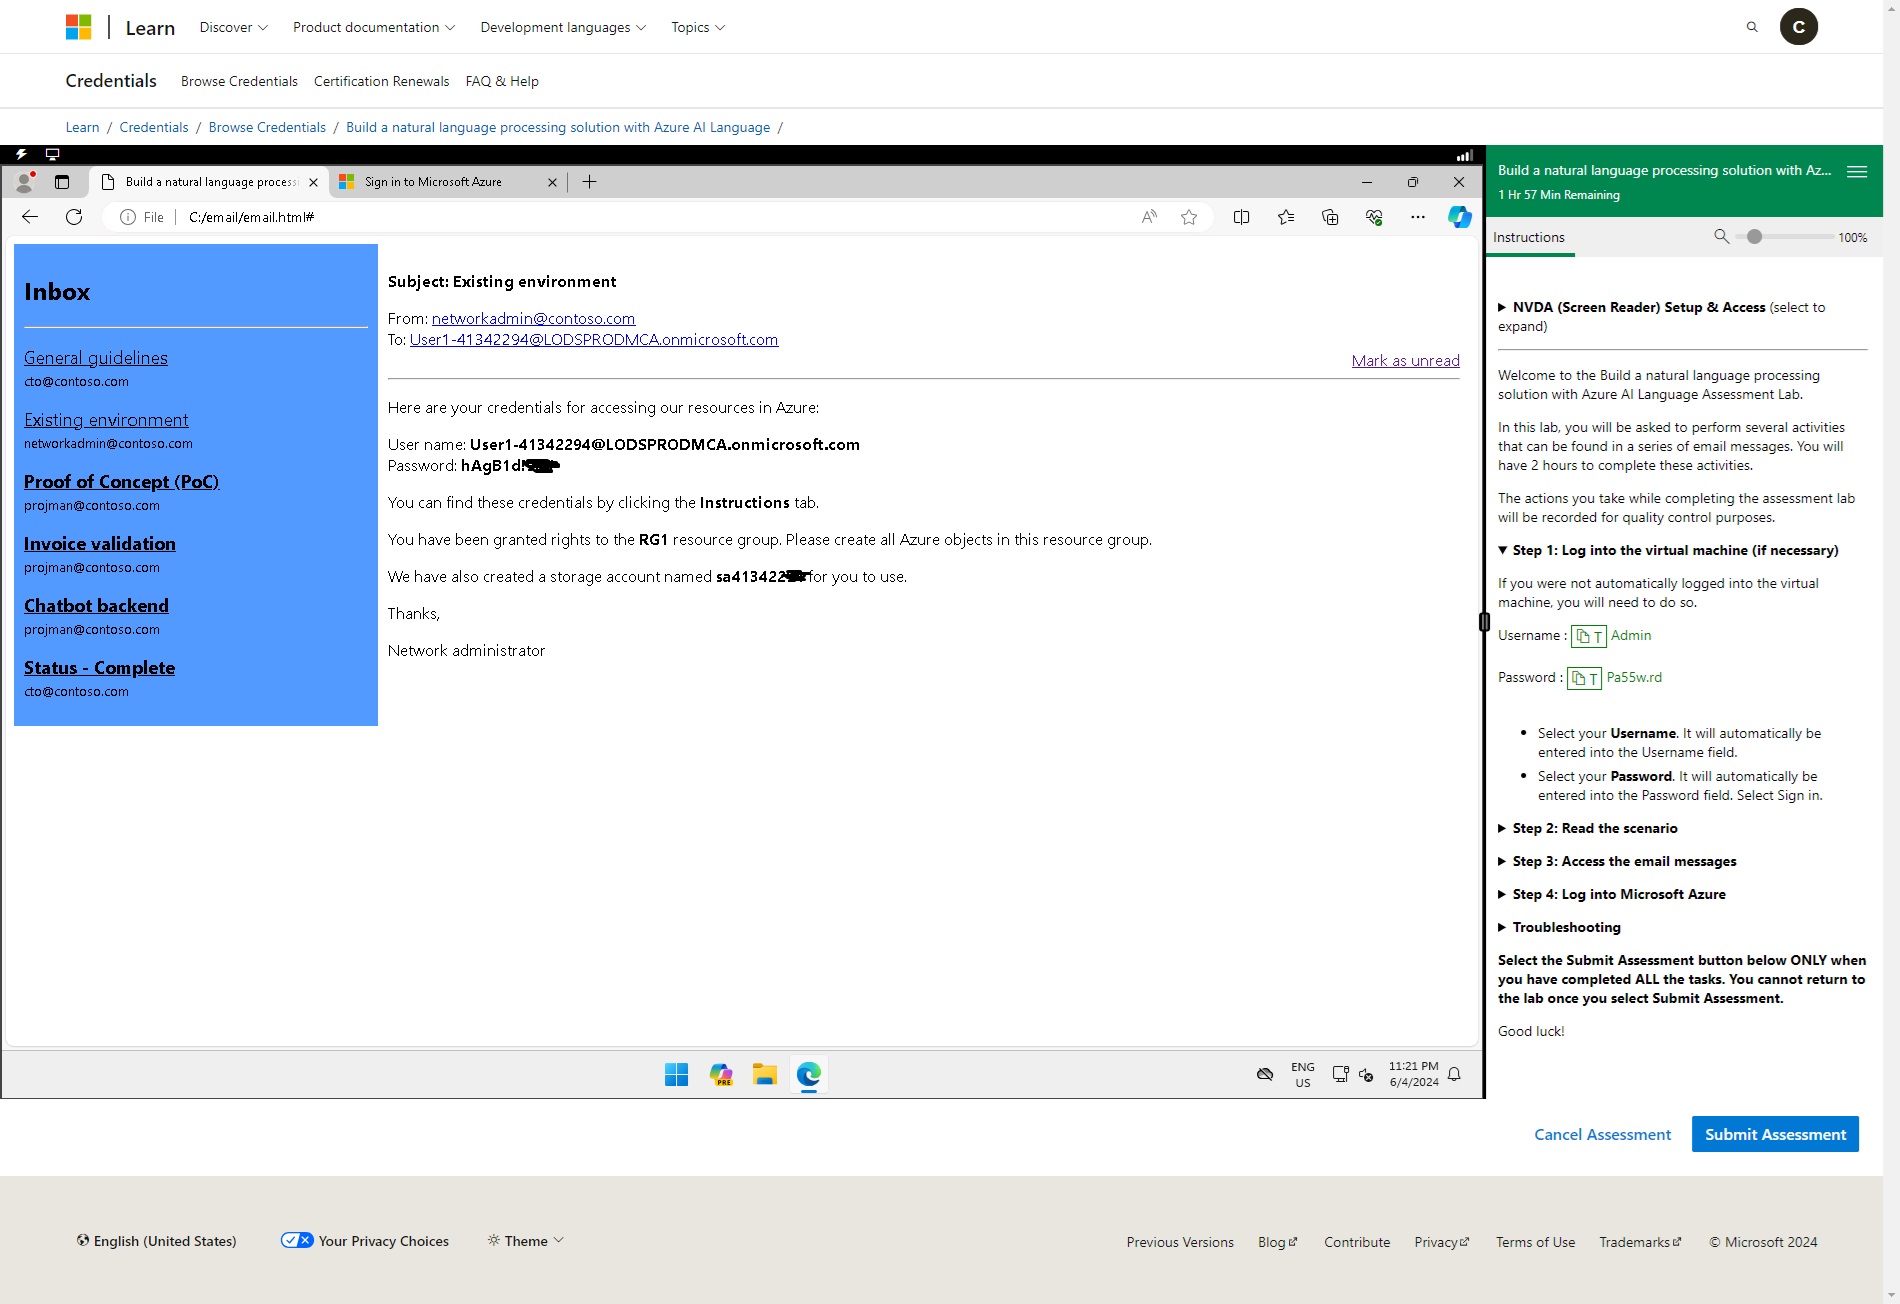 Learn
Discover
Product documentation
Development languages
Topics
C
Credentials
Browse Credentials
Certification Renewals
FAQ & Help
Learn / Credentials / Browse Credentials / Build a natural language processing solution with Azure AI Language /
Build a natural language process
Sign in to Microsoft Azure
File
C:/email/email.html#
Inbox
General guidelines
cto@contoso.com
Existing environment
networkadmin@contoso.com
Proof of Concept (PoC)
projman@contoso.com
Invoice validation
projman@contoso.com
Chatbot backend
projman@contoso.com
Status - Complete
cto@contoso.com
Subject: Existing environment
From: networkadmin@contoso.com
To: User1-41342294@LODSPRODMCA.onmicrosoft.com
Mark as unread
Here are your credentials for accessing our resources in Azure:
User name: User1-41342294@LODSPRODMCA.onmicrosoft.com
Password: hAgB1d
You can find these credentials by clicking the Instructions tab.
You have been granted rights to the RG1 resource group. Please create all Azure objects in this resource group.
We have also created a storage account named sa413422 for you to use.
Thanks,
Network administrator
PRE
ENG
US
11:21 PM
6/4/2024
Build a natural language processing solution with Az...
1 Hr 57 Min Remaining
Instructions
100%
NVDA (Screen Reader) Setup & Access (select to
expand)
Welcome to the Build a natural language processing
solution with Azure AI Language Assessment Lab.
In this lab, you will be asked to perform several activities
that can be found in a series of email messages. You will
have 2 hours to complete these activities.
The actions you take while completing the assessment lab
will be recorded for quality control purposes.
Step 1: Log into the virtual machine (if necessary)
If you were not automatically logged into the virtual
machine, you will need to do so.
Username : T Admin
Password : T Pa55w.rd
• Select your Username. It will automatically be
entered into the Username field.
• Select your Password. It will automatically be
entered into the Password field. Select Sign in.
Step 2: Read the scenario
Step 3: Access the email messages
Step 4: Log into Microsoft Azure
Troubleshooting
Select the Submit Assessment button below ONLY when
you have completed ALL the tasks. You cannot return to
the lab once you select Submit Assessment.
Good luck!
Cancel Assessment
Submit Assessment
English (United States)
Your Privacy Choices
Theme
Previous Versions
Blog
Contribute
Privacy
Terms of Use
Trademarks
© Microsoft 2024